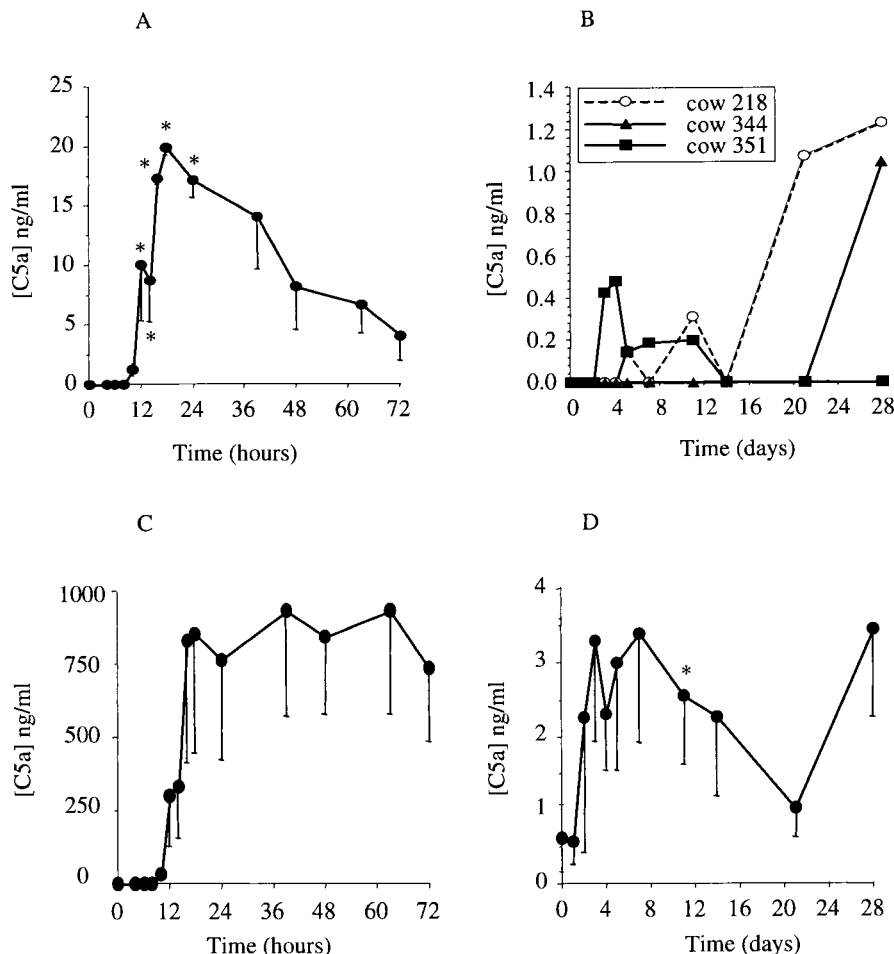 A
25
20
15
10
5
0
[C5a] ng/ml
*
*
*
*
*
0 12 24 36 48 60 72
Time (hours)
B
1.4
1.2
1.0
0.8
0.6
0.4
0.2
0.0
[C5a] ng/ml
cow 218
cow 344
cow 351
0 4 8 12 16 20 24 28
Time (days)
C
1000
750
500
250
0
[C5a] ng/ml
0 12 24 36 48 60 72
Time (hours)
D
4
3
2
1
0
[C5a] ng/ml
*
0 4 8 12 16 20 24 28
Time (days)